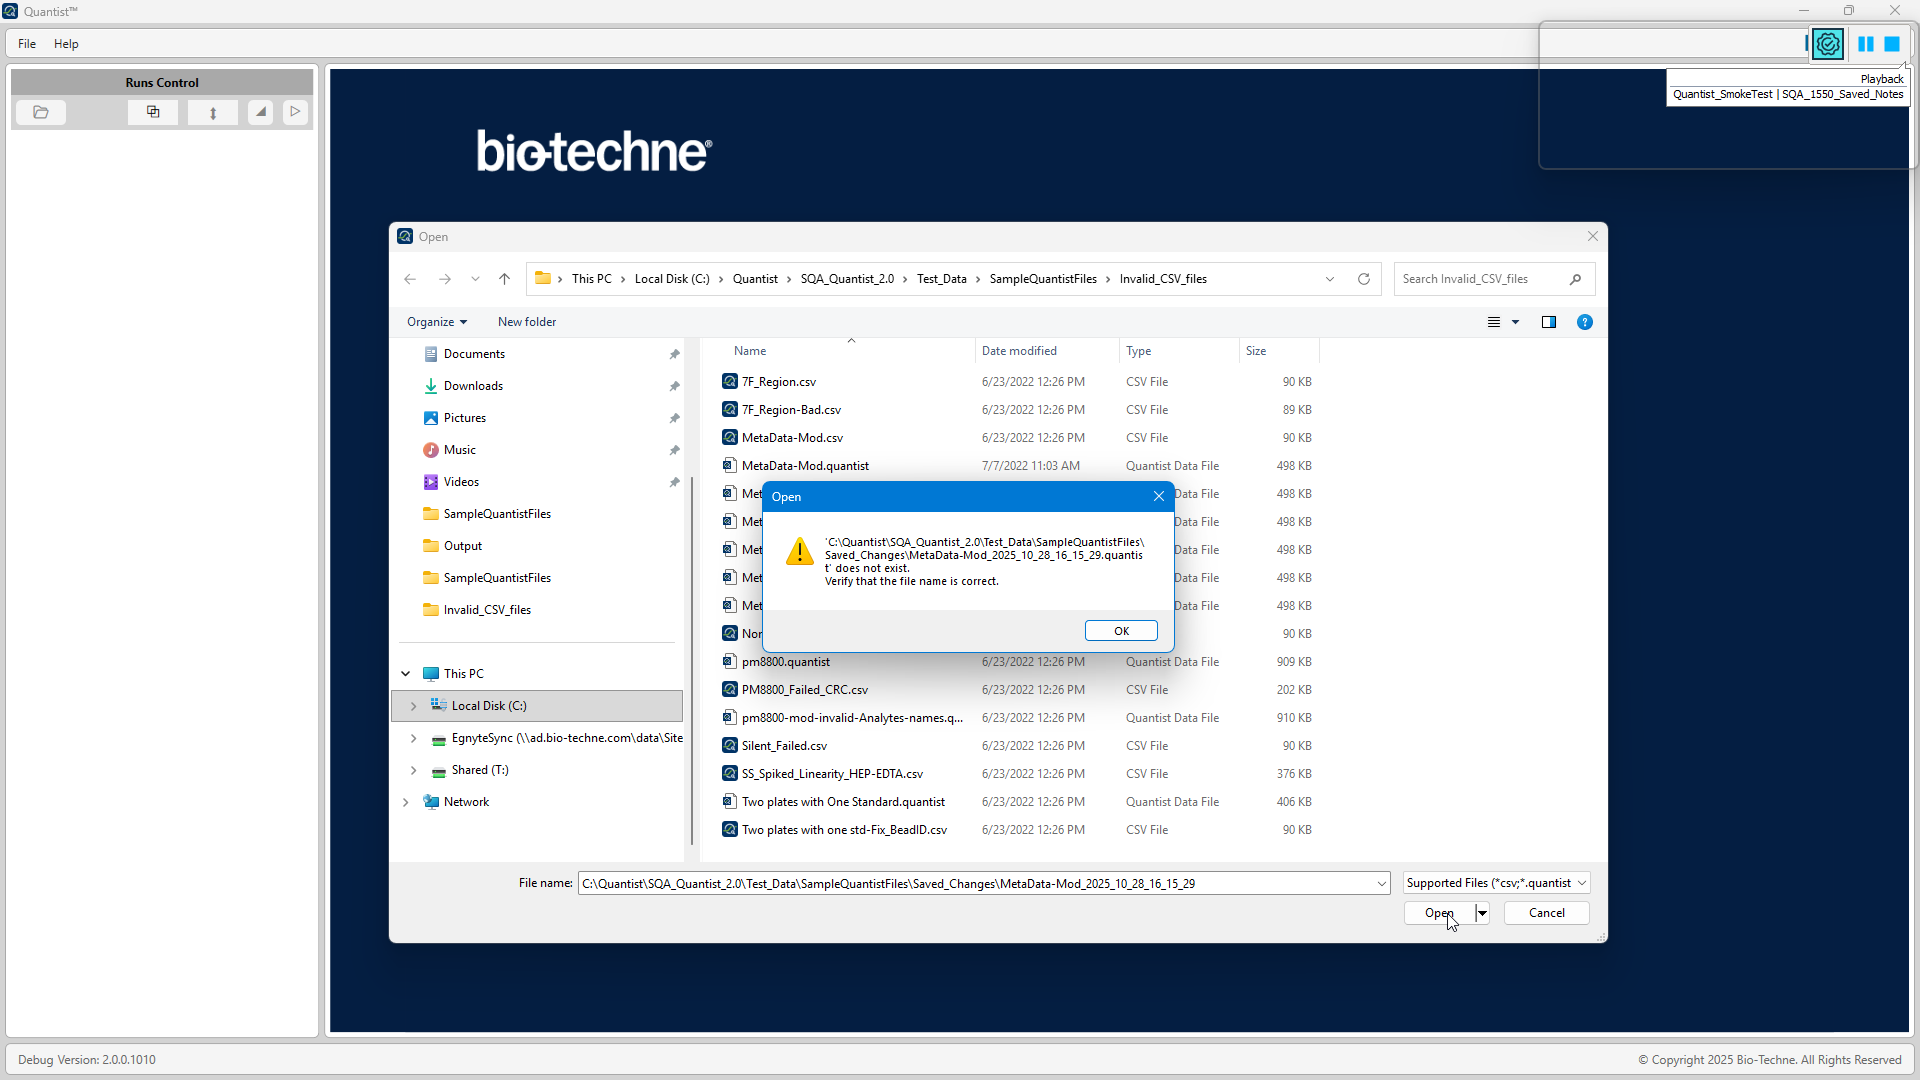 Quantist™
File Help
Playback
Quantist_SmokeTest | SQA_1550_Saved_Notes
Runs Control
bio-techne®
Open
This PC Local Disk (C:) Quantist SQA_Quantist_2.0 Test_Data SampleQuantistFiles Invalid_CSV_files
Search Invalid_CSV_files
Organize New folder
Documents
Downloads
Pictures
Music
Videos
SampleQuantistFiles
Output
SampleQuantistFiles
Invalid_CSV_files
This PC
Local Disk (C:)
EgnyteSync (\\ad.bio-techne.com\data\Site
Shared (T:)
Network
Name Date modified Type Size
7F_Region.csv 6/23/2022 12:26 PM CSV File 90 KB
7F_Region-Bad.csv 6/23/2022 12:26 PM CSV File 89 KB
MetaData-Mod.csv 6/23/2022 12:26 PM CSV File 90 KB
MetaData-Mod.quantist 7/7/2022 11:03 AM Quantist Data File 498 KB
Met Data File 498 KB
Met Data File 498 KB
Met Data File 498 KB
Met Data File 498 KB
Met Data File 498 KB
Nor 90 KB
pm8800.quantist 6/23/2022 12:26 PM Quantist Data File 909 KB
PM8800_Failed_CRC.csv 6/23/2022 12:26 PM CSV File 202 KB
pm8800-mod-invalid-Analytes-names.q... 6/23/2022 12:26 PM Quantist Data File 910 KB
Silent_Failed.csv 6/23/2022 12:26 PM CSV File 90 KB
SS_Spiked_Linearity_HEP-EDTA.csv 6/23/2022 12:26 PM CSV File 376 KB
Two plates with One Standard.quantist 6/23/2022 12:26 PM Quantist Data File 406 KB
Two plates with one std-Fix_BeadID.csv 6/23/2022 12:26 PM CSV File 90 KB
Open
'C:\Quantist\SQA_Quantist_2.0\Test_Data\SampleQuantistFiles\
Saved_Changes\MetaData-Mod_2025_10_28_16_15_29.quantis
t' does not exist.
Verify that the file name is correct.
OK
File name: C:\Quantist\SQA_Quantist_2.0\Test_Data\SampleQuantistFiles\Saved_Changes\MetaData-Mod_2025_10_28_16_15_29 Supported Files (*csv;*.quantist
Open Cancel
Debug Version: 2.0.0.1010
© Copyright 2025 Bio-Techne. All Rights Reserved